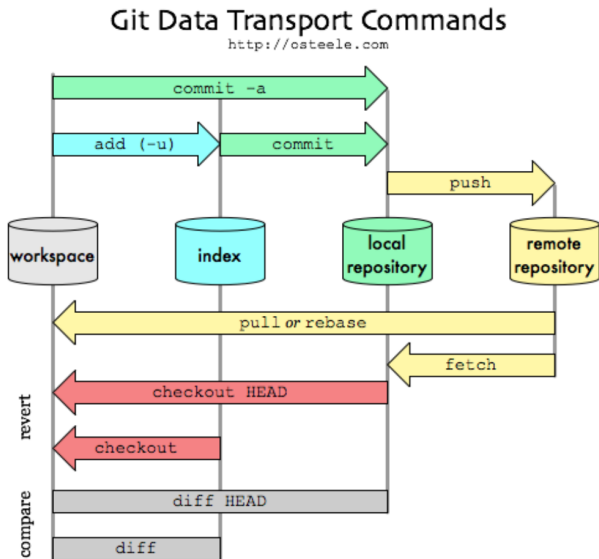 Git Data Transport Commands
http://osteele.com
commit -a
add (-u)
commit
push
workspace
index
local
repository
remote
repository
pull or rebase
fetch
revert
checkout HEAD
checkout
compare
diff HEAD
diff